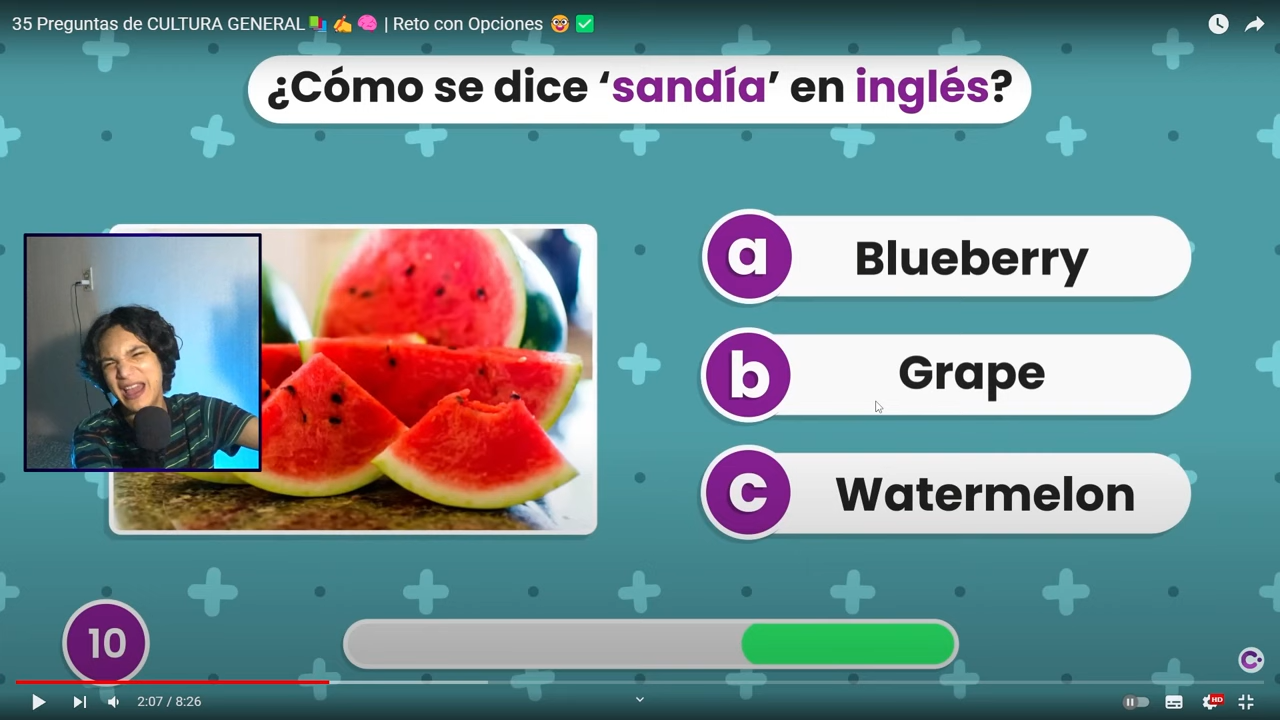 35 Preguntas de CULTURA GENERAL📚✍️🧠 | Reto con Opciones 🤓✅
¿Cómo se dice ‘sandía’ en inglés?
a Blueberry
b Grape
c Watermelon
10
C
2:07 / 8:26
HD